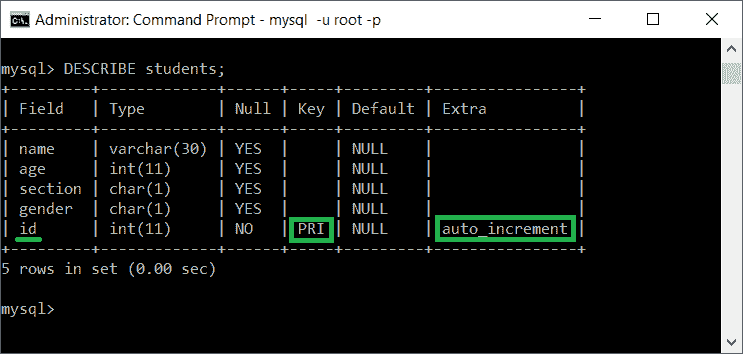 Administrator: Command Prompt - mysql -u root -p
mysql> DESCRIBE students;
+---------+-------------+------+-----+---------+----------------+
| Field   | Type        | Null | Key | Default | Extra          |
+---------+-------------+------+-----+---------+----------------+
| name    | varchar(30) | YES  |     | NULL    |                |
| age     | int(11)     | YES  |     | NULL    |                |
| section | char(1)     | YES  |     | NULL    |                |
| gender  | char(1)     | YES  |     | NULL    |                |
| id      | int(11)     | NO   | PRI | NULL    | auto_increment |
+---------+-------------+------+-----+---------+----------------+
5 rows in set (0.00 sec)
mysql>